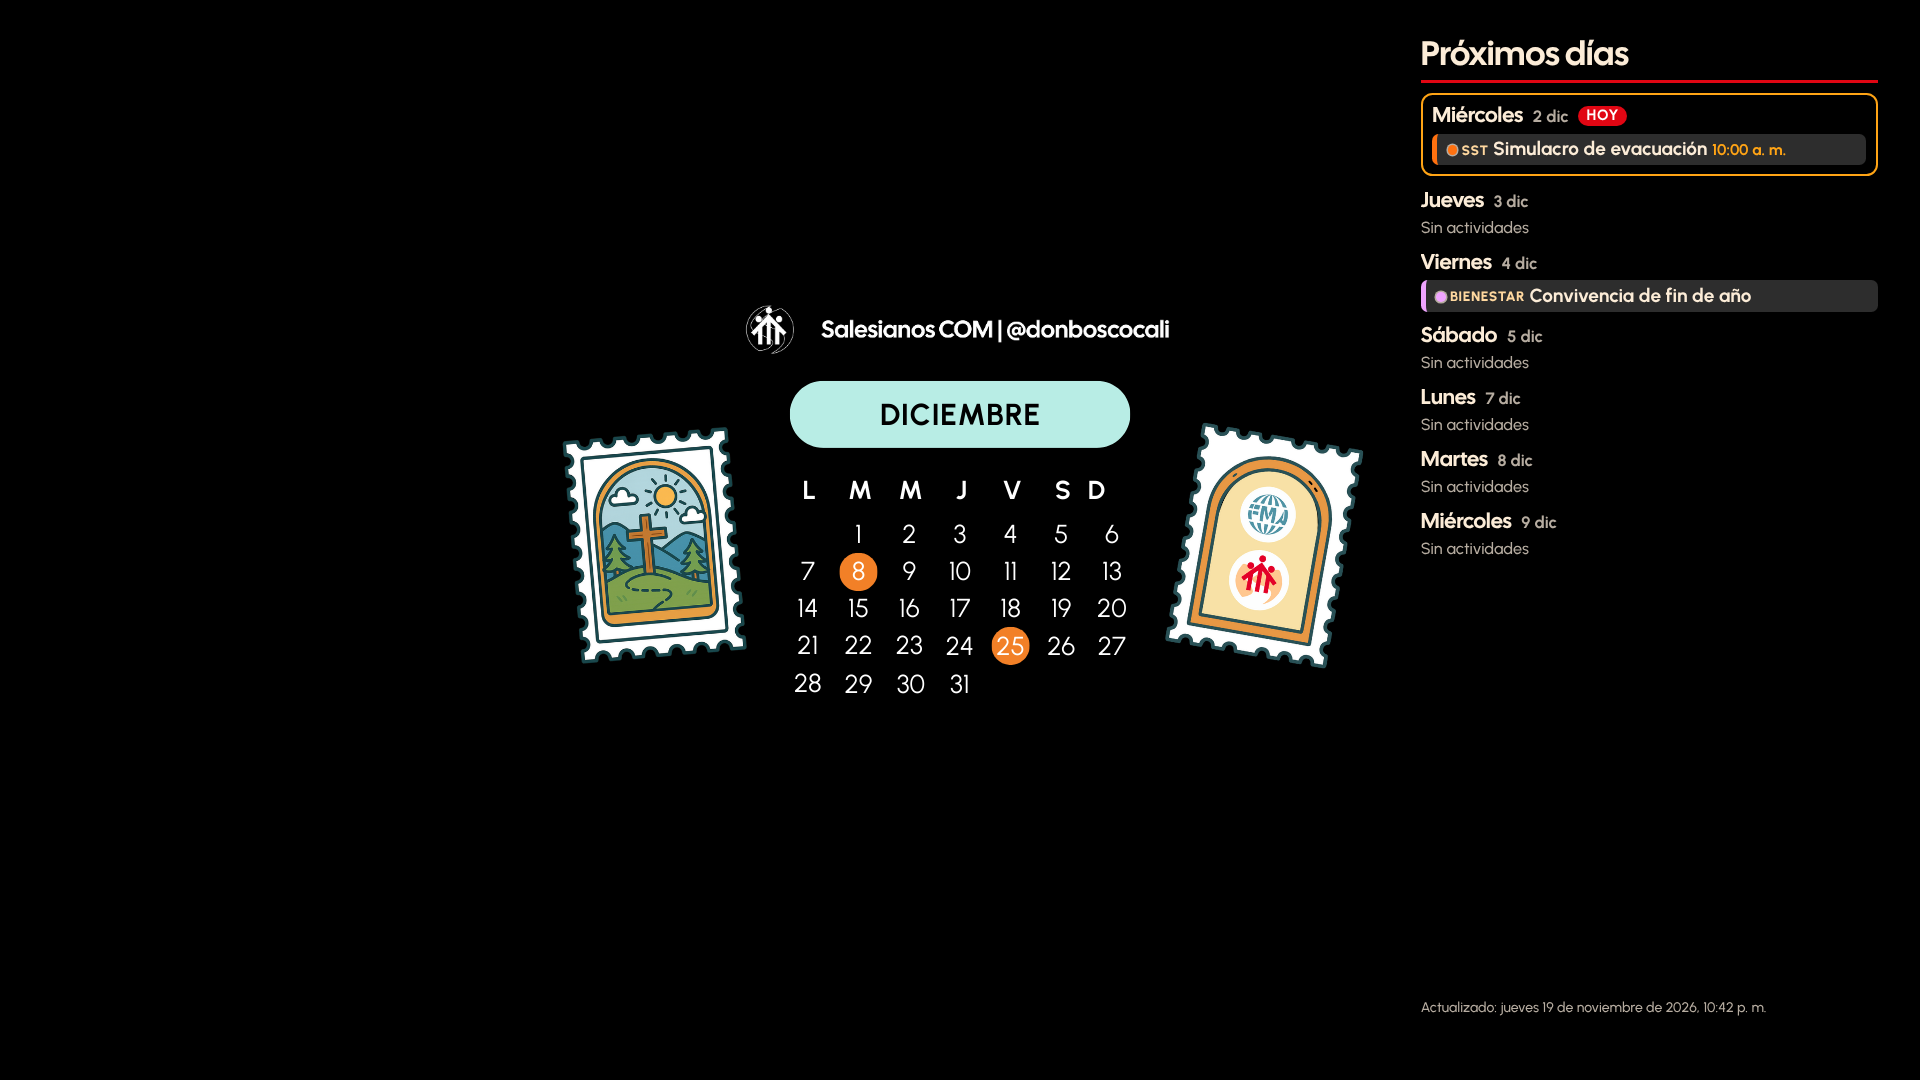 Salesianos COM | @donboscocali
DICIEMBRE
L M M J V S D
1 2 3 4 5 6
7 8 9 10 11 12 13
14 15 16 17 18 19 20
21 22 23 24 25 26 27
28 29 30 31
FMA
Próximos días
Miércoles 2 dic HOY
SST Simulacro de evacuación 10:00 a. m.
Jueves 3 dic
Sin actividades
Viernes 4 dic
BIENESTAR Convivencia de fin de año
Sábado 5 dic
Sin actividades
Lunes 7 dic
Sin actividades
Martes 8 dic
Sin actividades
Miércoles 9 dic
Sin actividades
Actualizado: jueves 19 de noviembre de 2026, 10:42 p. m.